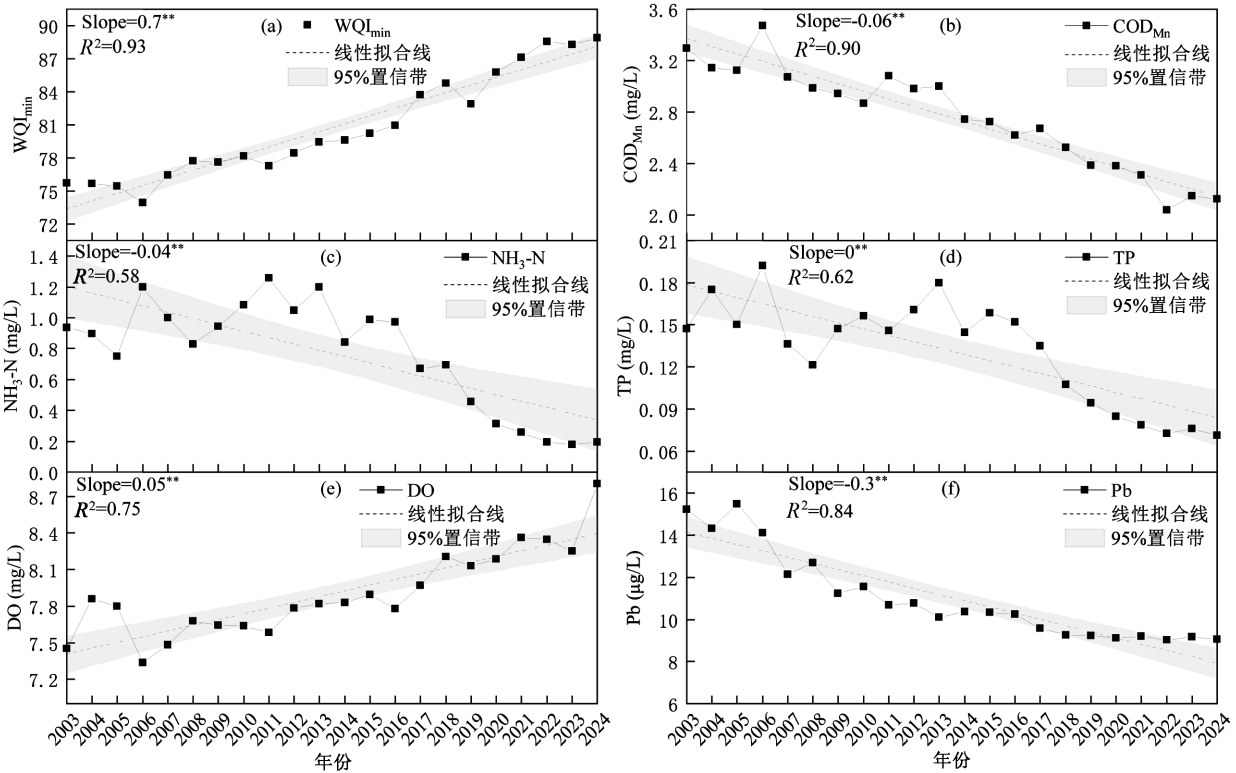 Slope=0.7**
(a)
WQImin
R²=0.93
线性拟合线
95%置信带
90
87
84
81
78
75
72
WQImin
Slope=-0.06**
(b)
CODMn
R²=0.90
线性拟合线
95%置信带
3.6
3.2
2.8
2.4
2.0
CODMn (mg/L)
Slope=-0.04**
(c)
NH3-N
R²=0.58
线性拟合线
95%置信带
1.4
1.2
1.0
0.8
0.6
0.4
0.2
0.0
NH3-N (mg/L)
Slope=0**
(d)
TP
R²=0.62
线性拟合线
95%置信带
0.21
0.18
0.15
0.12
0.09
0.06
TP (mg/L)
Slope=0.05**
(e)
DO
R²=0.75
线性拟合线
95%置信带
8.7
8.4
8.1
7.8
7.5
7.2
DO (mg/L)
2003 2004 2005 2006 2007 2008 2009 2010 2011 2012 2013 2014 2015 2016 2017 2018 2019 2020 2021 2022 2023 2024
年份
Slope=-0.3**
(f)
Pb
R²=0.84
线性拟合线
95%置信带
16
14
12
10
8
6
Pb (μg/L)
2003 2004 2005 2006 2007 2008 2009 2010 2011 2012 2013 2014 2015 2016 2017 2018 2019 2020 2021 2022 2023 2024
年份